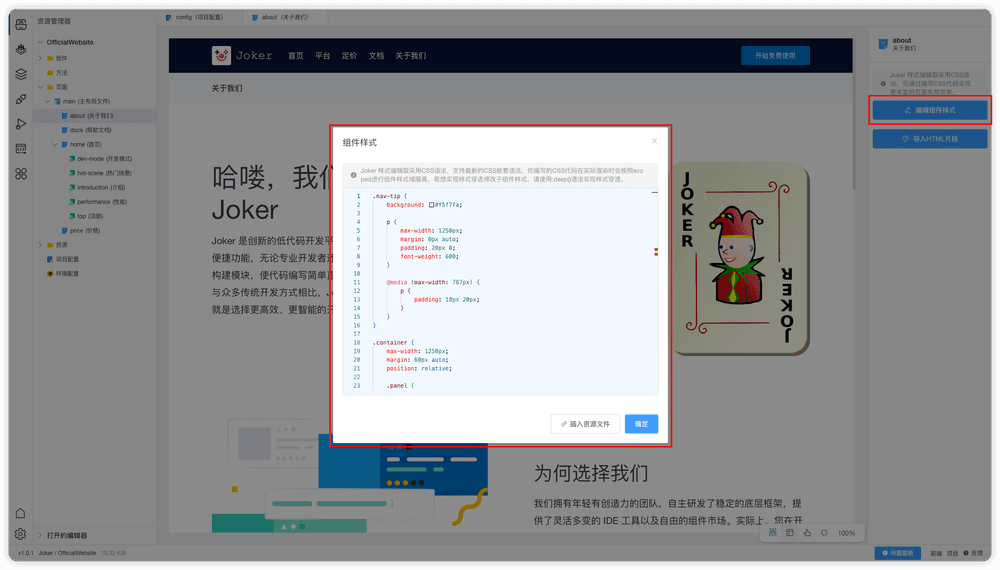 资源管理器
config（项目配置）
about（关于我们）
OfficialWebsite
组件
方法
页面
main (主布局文件)
about (关于我们)
docs (帮助文档)
home (首页)
dev-mode (开发模式)
hot-scene (热门场景)
introduction (介绍)
performance (性能)
top (顶部)
price (价格)
资源
项目配置
环境配置
打开的编辑器
Joker
首页 平台 定价 文档 关于我们
开始免费使用
关于我们
哈喽，我们
Joker
Joker 是创新的低代码开发平
便捷功能，无论专业开发者还
构建模块，使代码编写简单直
与众多传统开发方式相比，Jo
就是选择更高效、更智能的开
JOKER
JOKER
组件样式
Joker 样式编辑采用CSS语法，支持最新的CSS嵌套语法，你编写的CSS代码在实际渲染时会按照sco
ped进行组件样式域隔离，若想实现样式穿透修改子组件样式，请使用:deep()语法实现样式穿透。
1 .nav-tip {
2 background: #f5f7fa;
3
4 p {
5 max-width: 1250px;
6 margin: 0px auto;
7 padding: 20px 0;
8 font-weight: 600;
9 }
10
11 @media (max-width: 767px) {
12 p {
13 padding: 10px 20px;
14 }
15 }
16 }
17
18 .container {
19 max-width: 1250px;
20 margin: 60px auto;
21 position: relative;
22
23 .panel {
插入资源文件
确定
为何选择我们
我们拥有年轻有创造力的团队，自主研发了稳定的底层框架，提
供了灵活多变的 IDE 工具以及自由的组件市场。实际上，您在开
100%
about
关于我们
Joker 样式编辑取采用CSS语
法，可通过编写CSS代码实现
更丰富的页面布局效果。
编辑组件样式
导入HTML片段
v1.0.1 Joker / OfficialWebsite 10.32 KB
问题面板
前端 项目 反馈